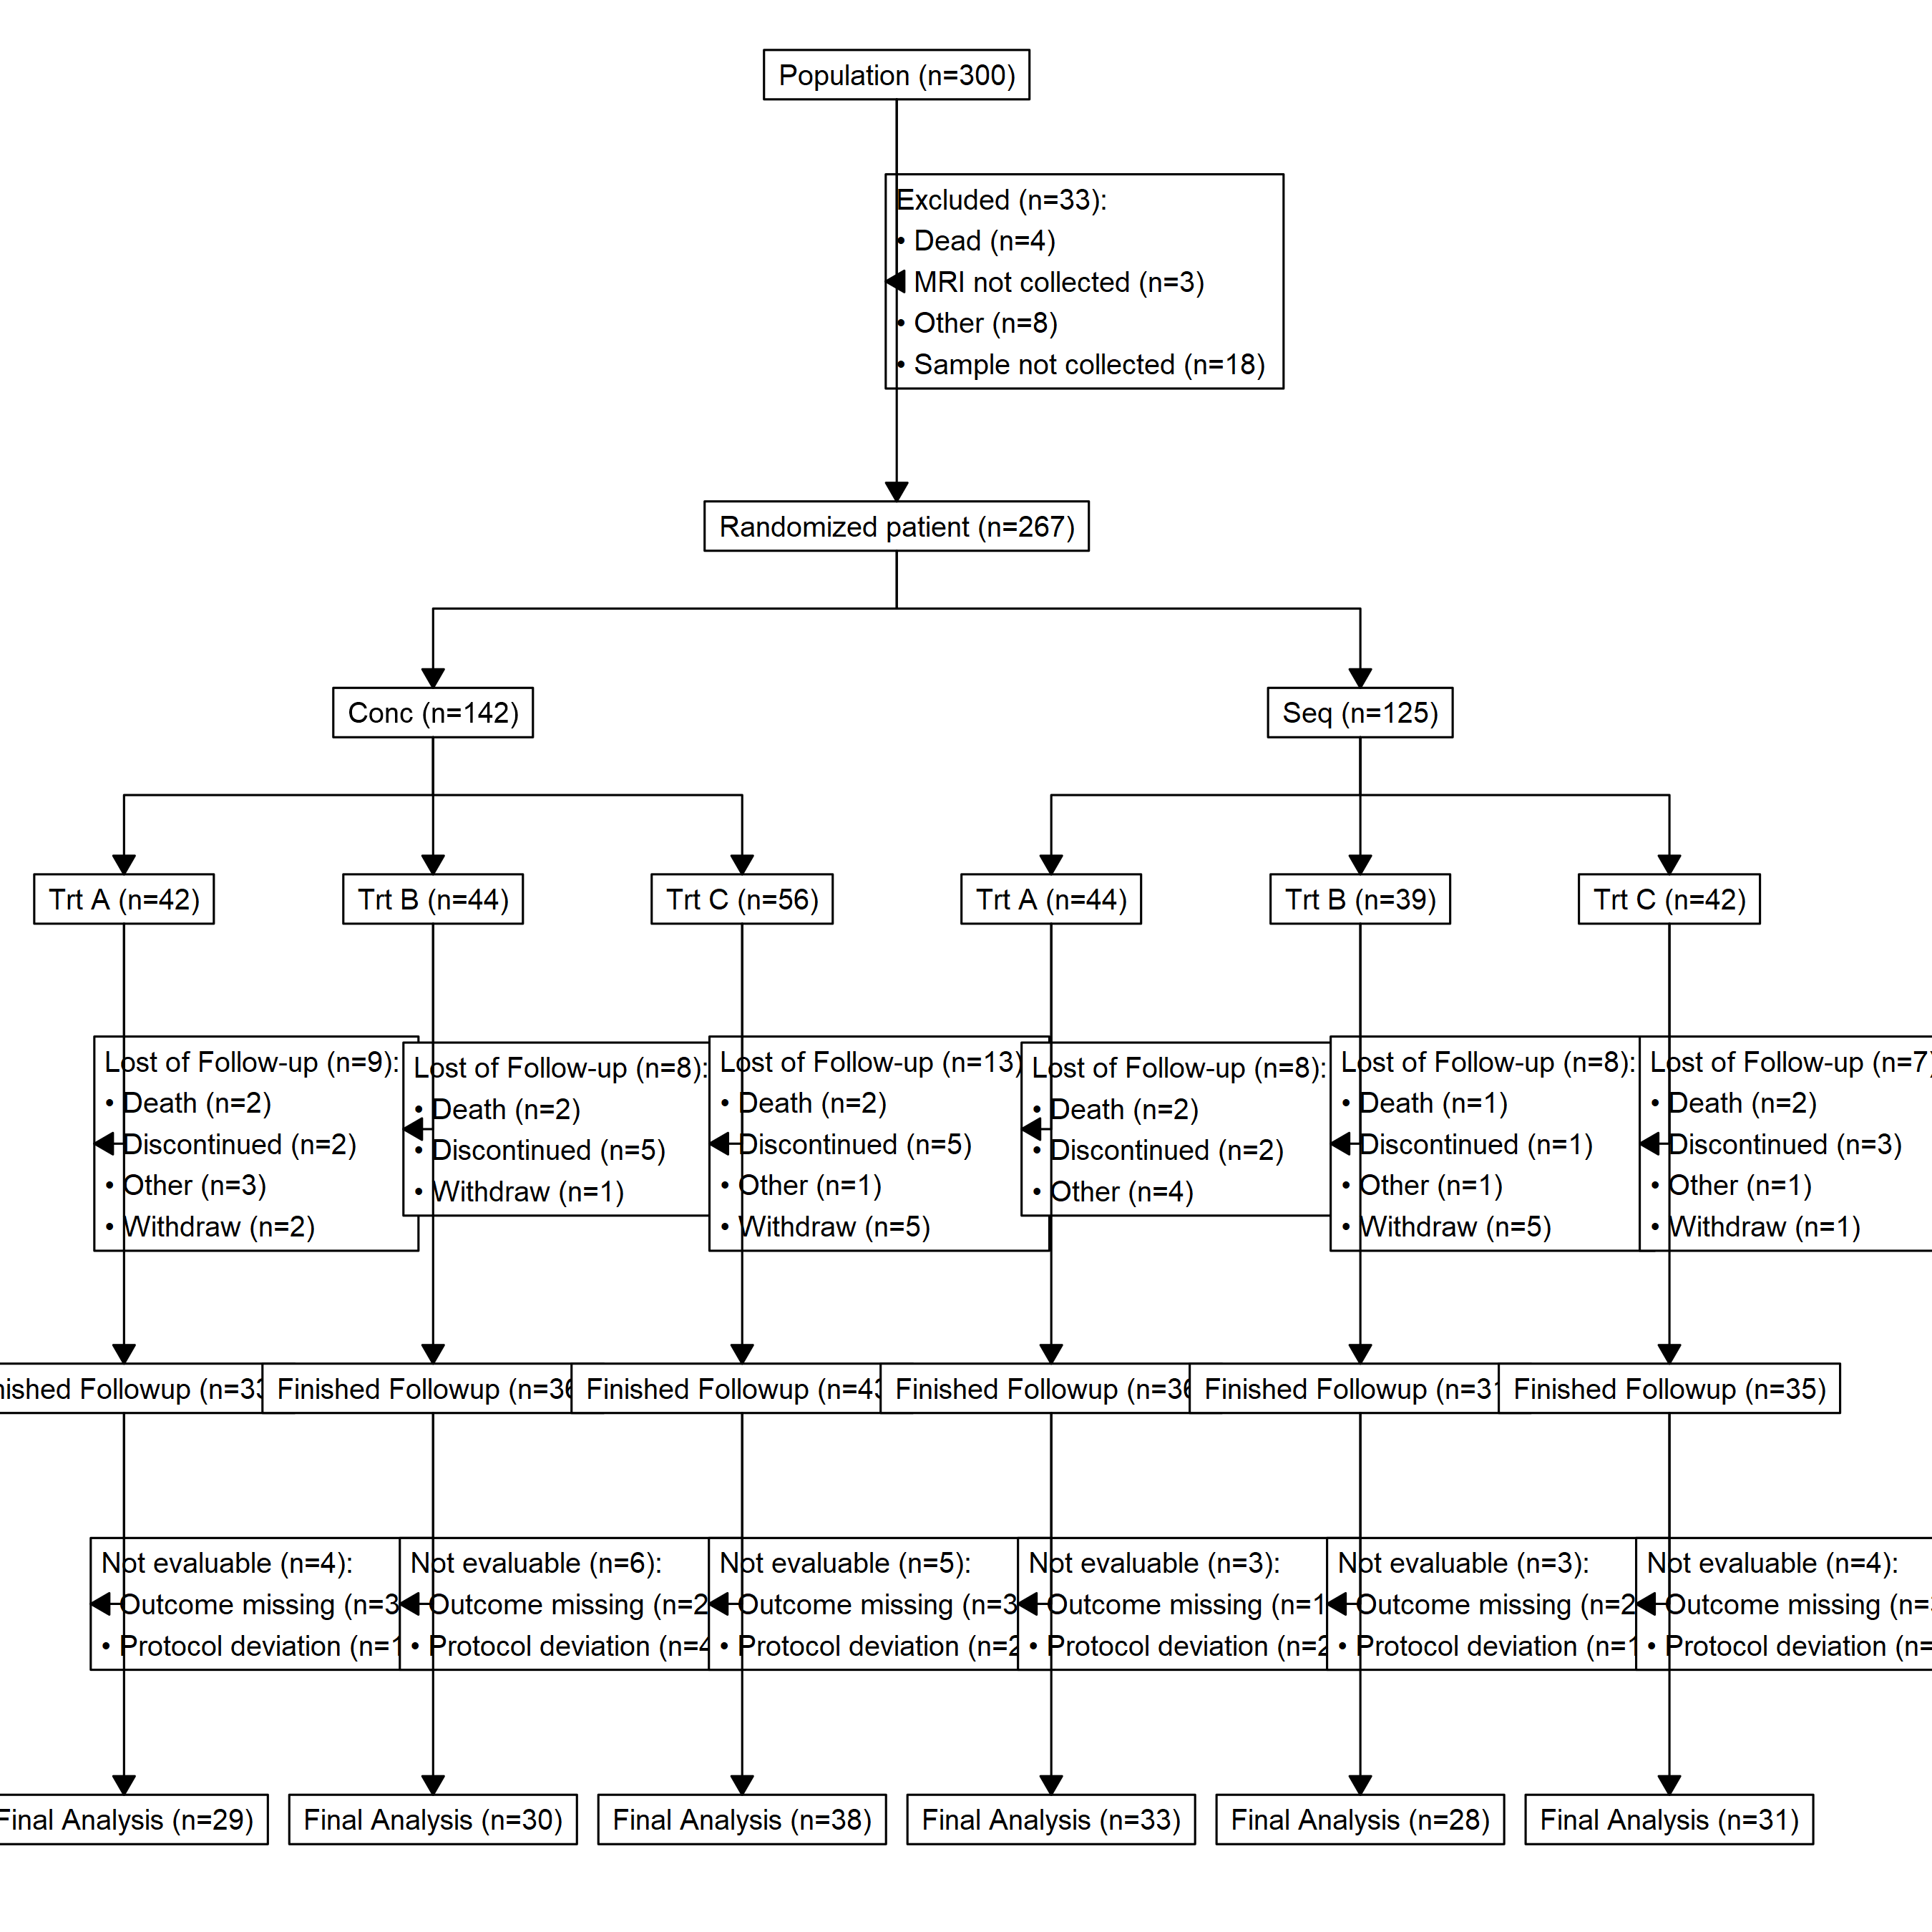 Population (n=300)
Excluded (n=33):
• Dead (n=4)
MRI not collected (n=3)
• Other (n=8)
• Sample not collected (n=18)
Randomized patient (n=267)
Conc (n=142)
Seq (n=125)
Trt A (n=42)
Trt B (n=44)
Trt C (n=56)
Trt A (n=44)
Trt B (n=39)
Trt C (n=42)
Lost of Follow-up (n=9):
• Death (n=2)
Discontinued (n=2)
• Other (n=3)
• Withdraw (n=2)
Lost of Follow-up (n=8):
• Death (n=2)
• Discontinued (n=5)
• Withdraw (n=1)
Lost of Follow-up (n=13)
• Death (n=2)
Discontinued (n=5)
• Other (n=1)
• Withdraw (n=5)
Lost of Follow-up (n=8):
• Death (n=2)
• Discontinued (n=2)
• Other (n=4)
Lost of Follow-up (n=8):
• Death (n=1)
Discontinued (n=1)
• Other (n=1)
• Withdraw (n=5)
Lost of Follow-up (n=7)
• Death (n=2)
Discontinued (n=3)
• Other (n=1)
• Withdraw (n=1)
ished Followup (n=33
Finished Followup (n=36
Finished Followup (n=43
Finished Followup (n=36
Finished Followup (n=31
Finished Followup (n=35)
Not evaluable (n=4):
Outcome missing (n=3
• Protocol deviation (n=1
Not evaluable (n=6):
Outcome missing (n=2
• Protocol deviation (n=4
Not evaluable (n=5):
Outcome missing (n=3
• Protocol deviation (n=2
Not evaluable (n=3):
Outcome missing (n=1
• Protocol deviation (n=2
Not evaluable (n=3):
Outcome missing (n=2
• Protocol deviation (n=1
Not evaluable (n=4):
Outcome missing (n=
• Protocol deviation (n=
Final Analysis (n=29)
Final Analysis (n=30)
Final Analysis (n=38)
Final Analysis (n=33)
Final Analysis (n=28)
Final Analysis (n=31)